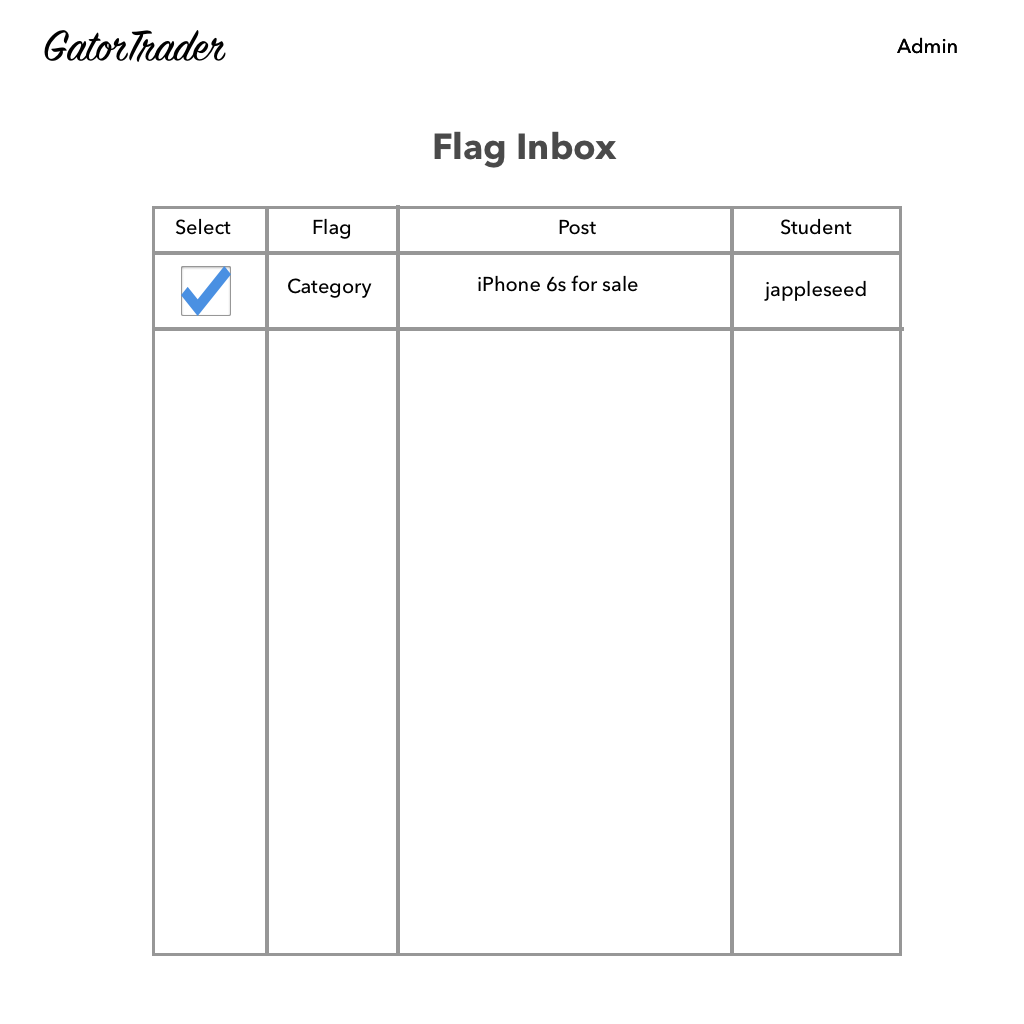 GatorTrader
Admin
Flag Inbox
Select Flag Post Student
Category iPhone 6s for sale jappleseed